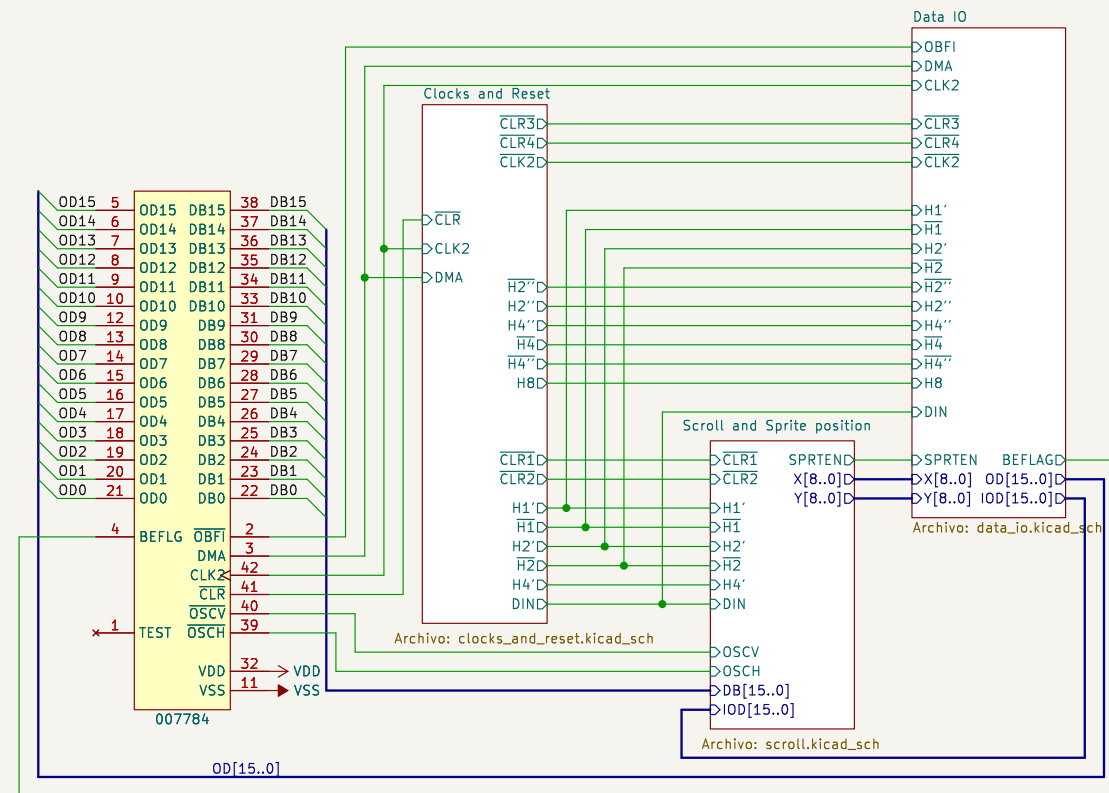 Data IO
OBFI
DMA
CLK2
CLR3
CLR4
CLK2
H1'
H1
H2'
H2
H2''
H2''
H4''
H4
H4''
H8
DIN
SPRTEN BEFLAG
X[8..0] OD[15..0]
Y[8..0] IOD[15..0]
Archivo: data_io.kicad_sch
Clocks and Reset
CLR3
CLR4
CLK2
CLR
CLK2
DMA
H2''
H2''
H4''
H4
H4''
H8
CLR1
CLR2
H1'
H1
H2'
H2
H4'
DIN
Archivo: clocks_and_reset.kicad_sch
Scroll and Sprite position
CLR1 SPRTEN
CLR2 X[8..0]
Y[8..0]
H1'
H1
H2'
H2
H4'
DIN
OSCV
OSCH
DB[15..0]
IOD[15..0]
Archivo: scroll.kicad_sch
OD15 5 OD15 DB15 38 DB15
OD14 6 OD14 DB14 37 DB14
OD13 7 OD13 DB13 36 DB13
OD12 8 OD12 DB12 35 DB12
OD11 9 OD11 DB11 34 DB11
OD10 10 OD10 DB10 33 DB10
OD9 12 OD9 DB9 31 DB9
OD8 13 OD8 DB8 30 DB8
OD7 14 OD7 DB7 29 DB7
OD6 15 OD6 DB6 28 DB6
OD5 16 OD5 DB5 27 DB5
OD4 17 OD4 DB4 26 DB4
OD3 18 OD3 DB3 25 DB3
OD2 19 OD2 DB2 24 DB2
OD1 20 OD1 DB1 23 DB1
OD0 21 OD0 DB0 22 DB0
4 BEFLG OBFI 2
DMA 3
CLK2 42
CLR 41
OSCV 40
1 TEST OSCH 39
VDD 32 VDD
VSS 11 VSS
007784
OD[15..0]